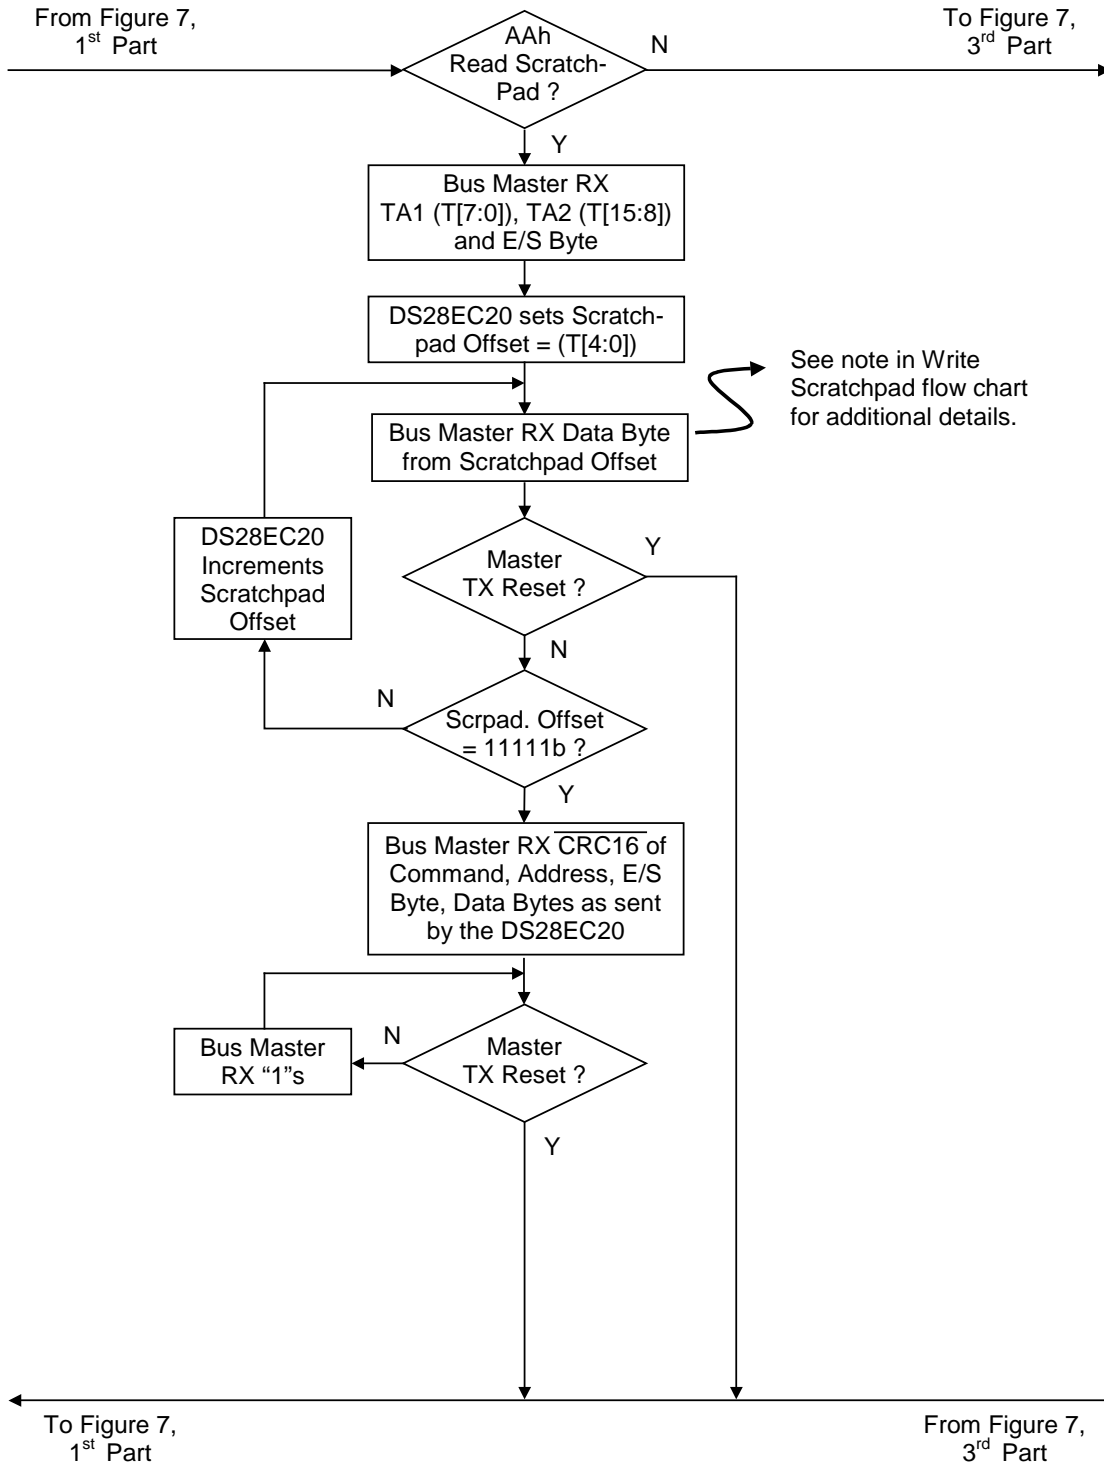 From Figure 7,
1st Part
To Figure 7,
3rd Part
AAh
Read Scratch-
Pad ?
N
Y
Bus Master RX
TA1 (T[7:0]), TA2 (T[15:8])
and E/S Byte
DS28EC20 sets Scratch-
pad Offset = (T[4:0])
See note in Write
Scratchpad flow chart
for additional details.
Bus Master RX Data Byte
from Scratchpad Offset
DS28EC20
Increments
Scratchpad
Offset
Master
TX Reset ?
Y
N
Scrpad. Offset
= 11111b ?
N
Y
Bus Master RX C̅R̅C̅1̅6̅ of
Command, Address, E/S
Byte, Data Bytes as sent
by the DS28EC20
Bus Master
RX “1”s
N
Master
TX Reset ?
Y
To Figure 7,
1st Part
From Figure 7,
3rd Part